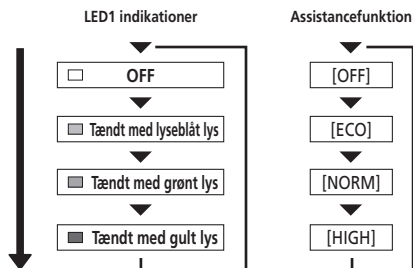 LED1 indikationer
Assistancefunktion
OFF
[OFF]
Tændt med lyseblåt lys
[ECO]
Tændt med grønt lys
[NORM]
Tændt med gult lys
[HIGH]